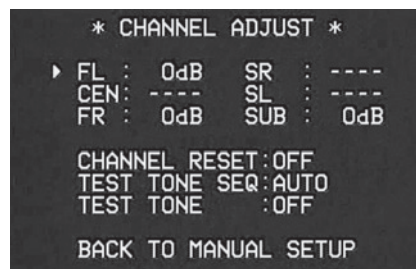 * CHANNEL ADJUST *
FL : 0dB SR : ----
CEN: ---- SL : ----
FR : 0dB SUB : 0dB
CHANNEL RESET:OFF
TEST TONE SEQ:AUTO
TEST TONE :OFF
BACK TO MANUAL SETUP